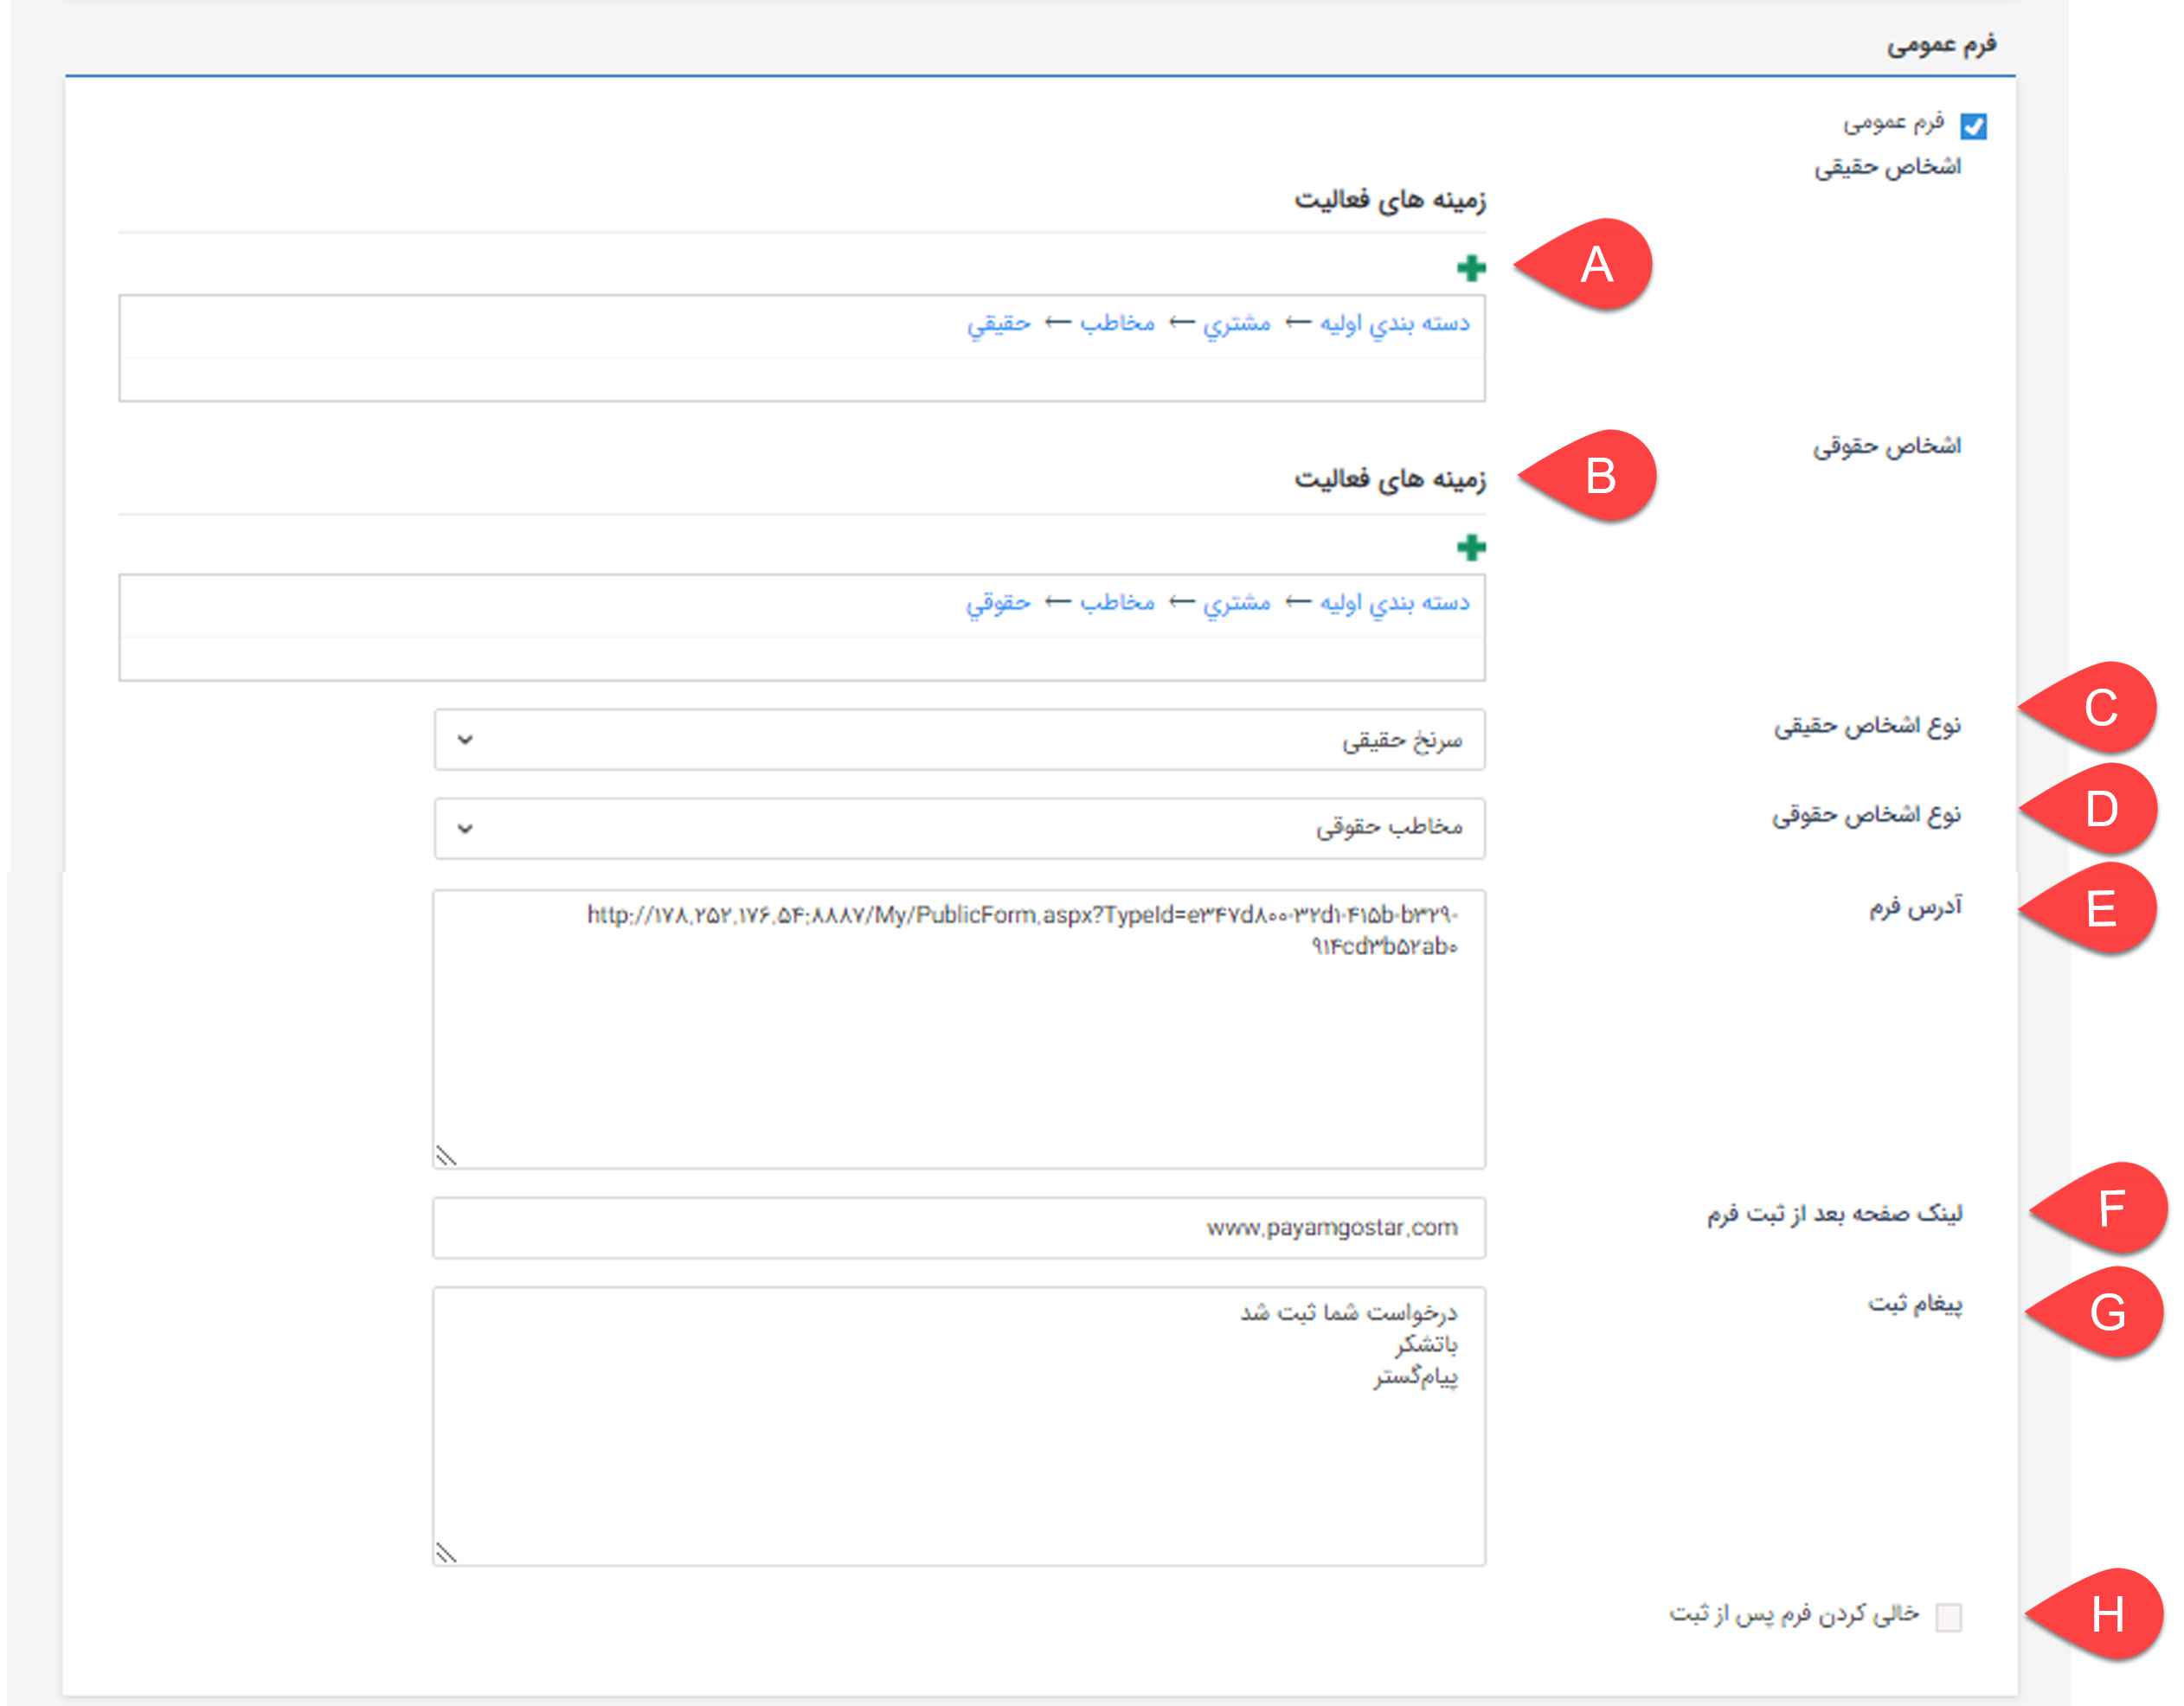 فرم عمومی
فرم عمومی
اشخاص حقیقی
زمینه های فعالیت
A
دسته بندي اوليه ← مشتري ← مخاطب ← حقيقي
اشخاص حقوقی
زمینه های فعالیت
B
دسته بندي اوليه ← مشتري ← مخاطب ← حقوقي
نوع اشخاص حقیقی
سرنخ حقیقی
C
نوع اشخاص حقوقی
مخاطب حقوقی
D
آدرس فرم
E
http://۱۷۸.۲۵۲.۱۷۶.۵۴:۸۸۸۷/My/PublicForm.aspx?TypeId=e۳۴۷d۸۰۰-۳۲d۱-۴۱۵b-b۳۲۹-
۹۱۴cd۳b۵۲ab۰
لینک صفحه بعد از ثبت فرم
www.payamgostar.com
F
پیغام ثبت
G
درخواست شما ثبت شد
باتشکر
پیام‌گستر
خالی کردن فرم پس از ثبت
H